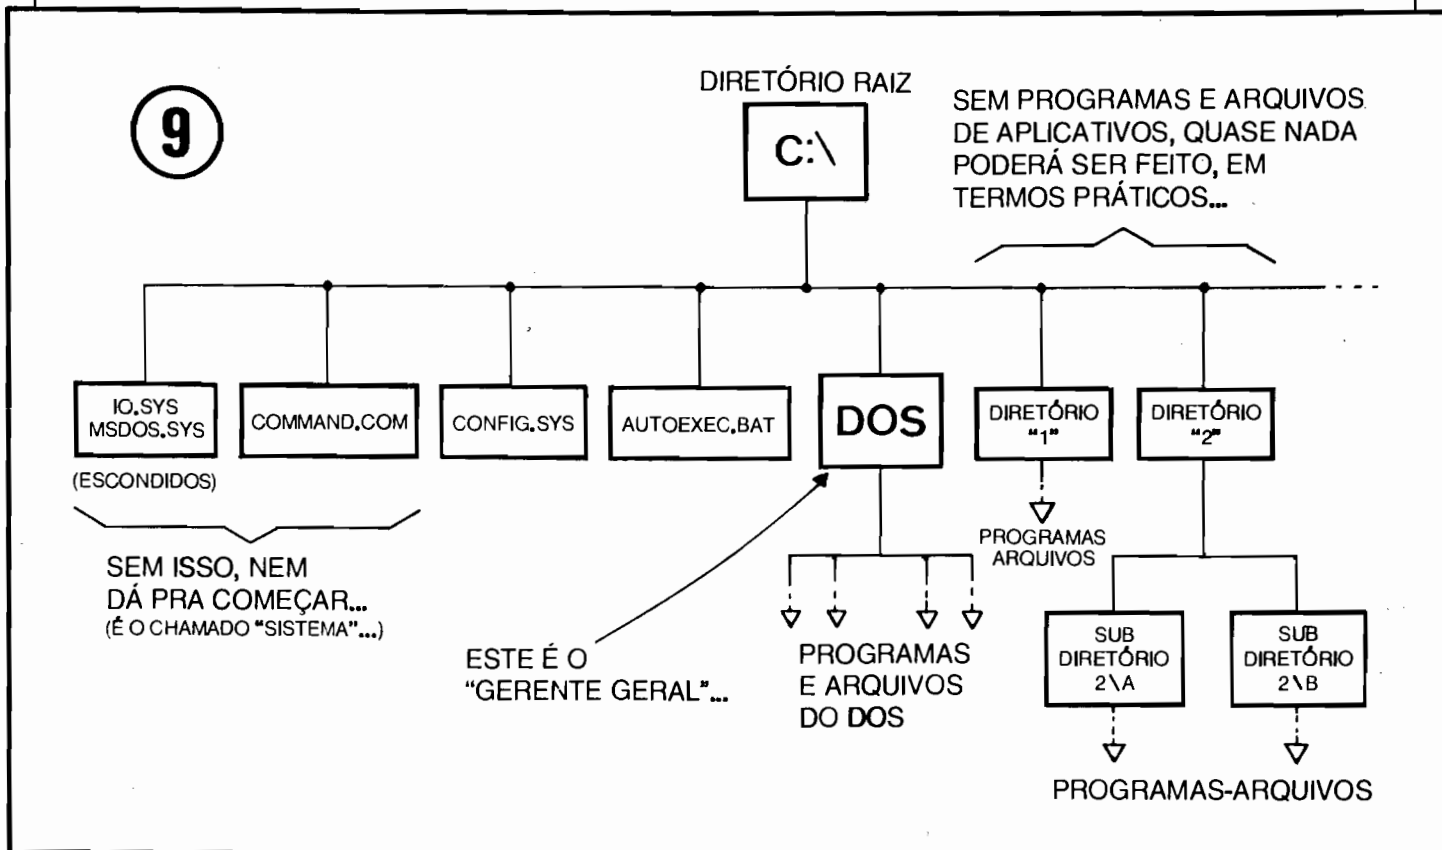 9
DIRETÓRIO RAIZ
C:\
SEM PROGRAMAS E ARQUIVOS
DE APLICATIVOS, QUASE NADA
PODERÁ SER FEITO, EM
TERMOS PRÁTICOS...
IO.SYS
MSDOS.SYS
(ESCONDIDOS)
COMMAND.COM
CONFIG.SYS
AUTOEXEC.BAT
DOS
DIRETÓRIO
"1"
DIRETÓRIO
"2"
SEM ISSO, NEM
DÁ PRA COMEÇAR...
(É O CHAMADO "SISTEMA"...)
ESTE É O
"GERENTE GERAL"...
PROGRAMAS
E ARQUIVOS
DO DOS
PROGRAMAS
ARQUIVOS
SUB
DIRETÓRIO
2\A
SUB
DIRETÓRIO
2\B
PROGRAMAS-ARQUIVOS